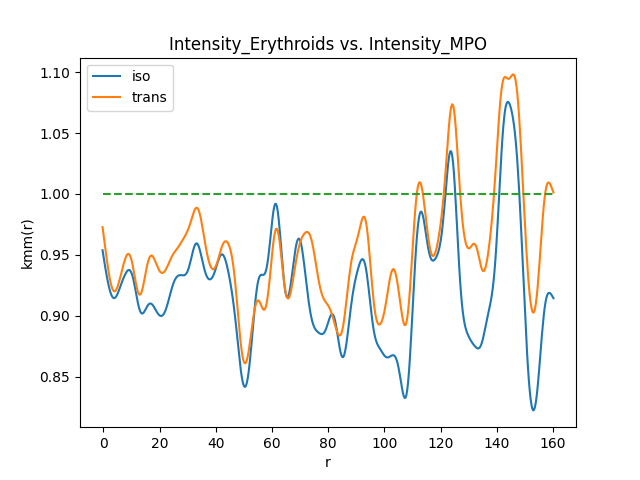 Intensity_Erythroids vs. Intensity_MPO
iso
trans
kmm(r)
1.10
1.05
1.00
0.95
0.90
0.85
0 20 40 60 80 100 120 140 160
r